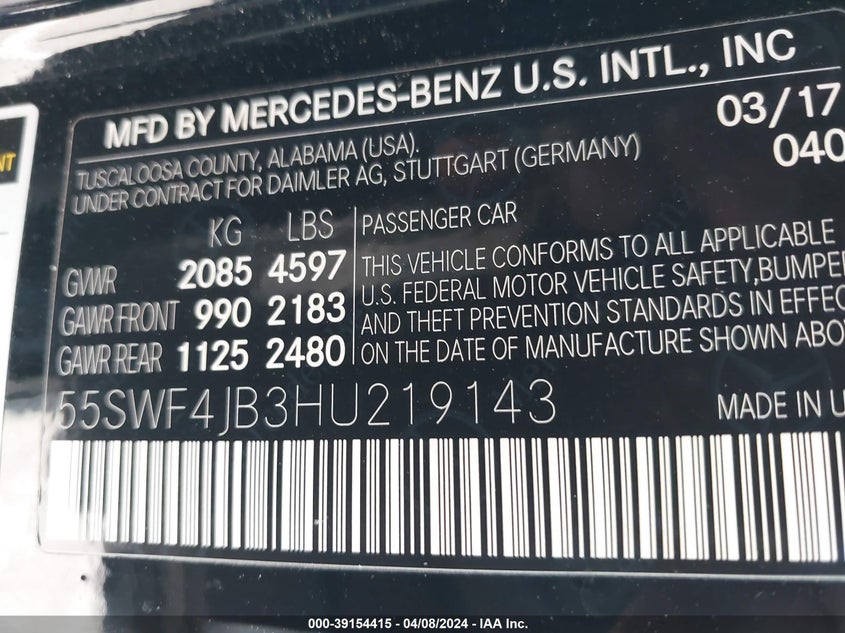 NT
MFD BY MERCEDES-BENZ U.S. INTL., INC
03/17
TUSCALOOSA COUNTY, ALABAMA (USA).
040
UNDER CONTRACT FOR DAIMLER AG, STUTTGART (GERMANY)
KG LBS
GVWR 2085 4597
GAWR FRONT 990 2183
GAWR REAR 1125 2480
PASSENGER CAR
THIS VEHICLE CONFORMS TO ALL APPLICABLE
U.S. FEDERAL MOTOR VEHICLE SAFETY,BUMPE
AND THEFT PREVENTION STANDARDS IN EFFEC
ON THE DATE OF MANUFACTURE SHOWN ABO
55SWF4JB3HU219143
MADE IN U
000-39154415 - 04/08/2024 - IAA Inc.